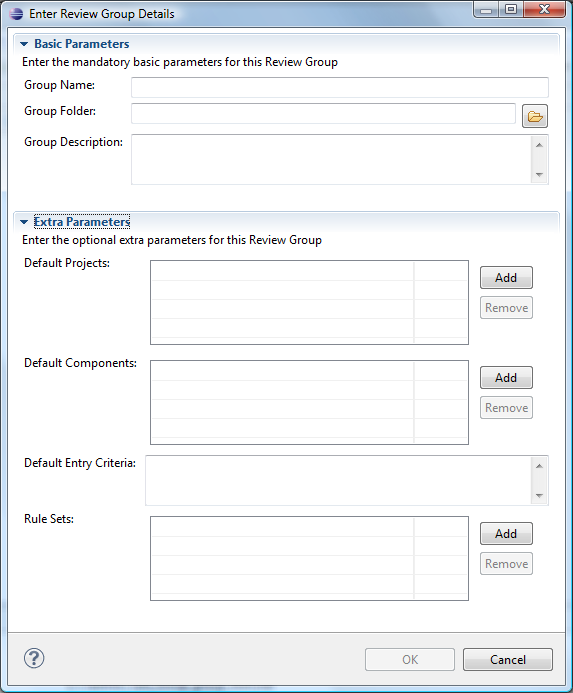 Enter Review Group Details
Basic Parameters
Enter the mandatory basic parameters for this Review Group
Group Name:
Group Folder:
Group Description:
Extra Parameters
Enter the optional extra parameters for this Review Group
Default Projects:
Add
Remove
Default Components:
Add
Remove
Default Entry Criteria:
Rule Sets:
Add
Remove
?
OK
Cancel